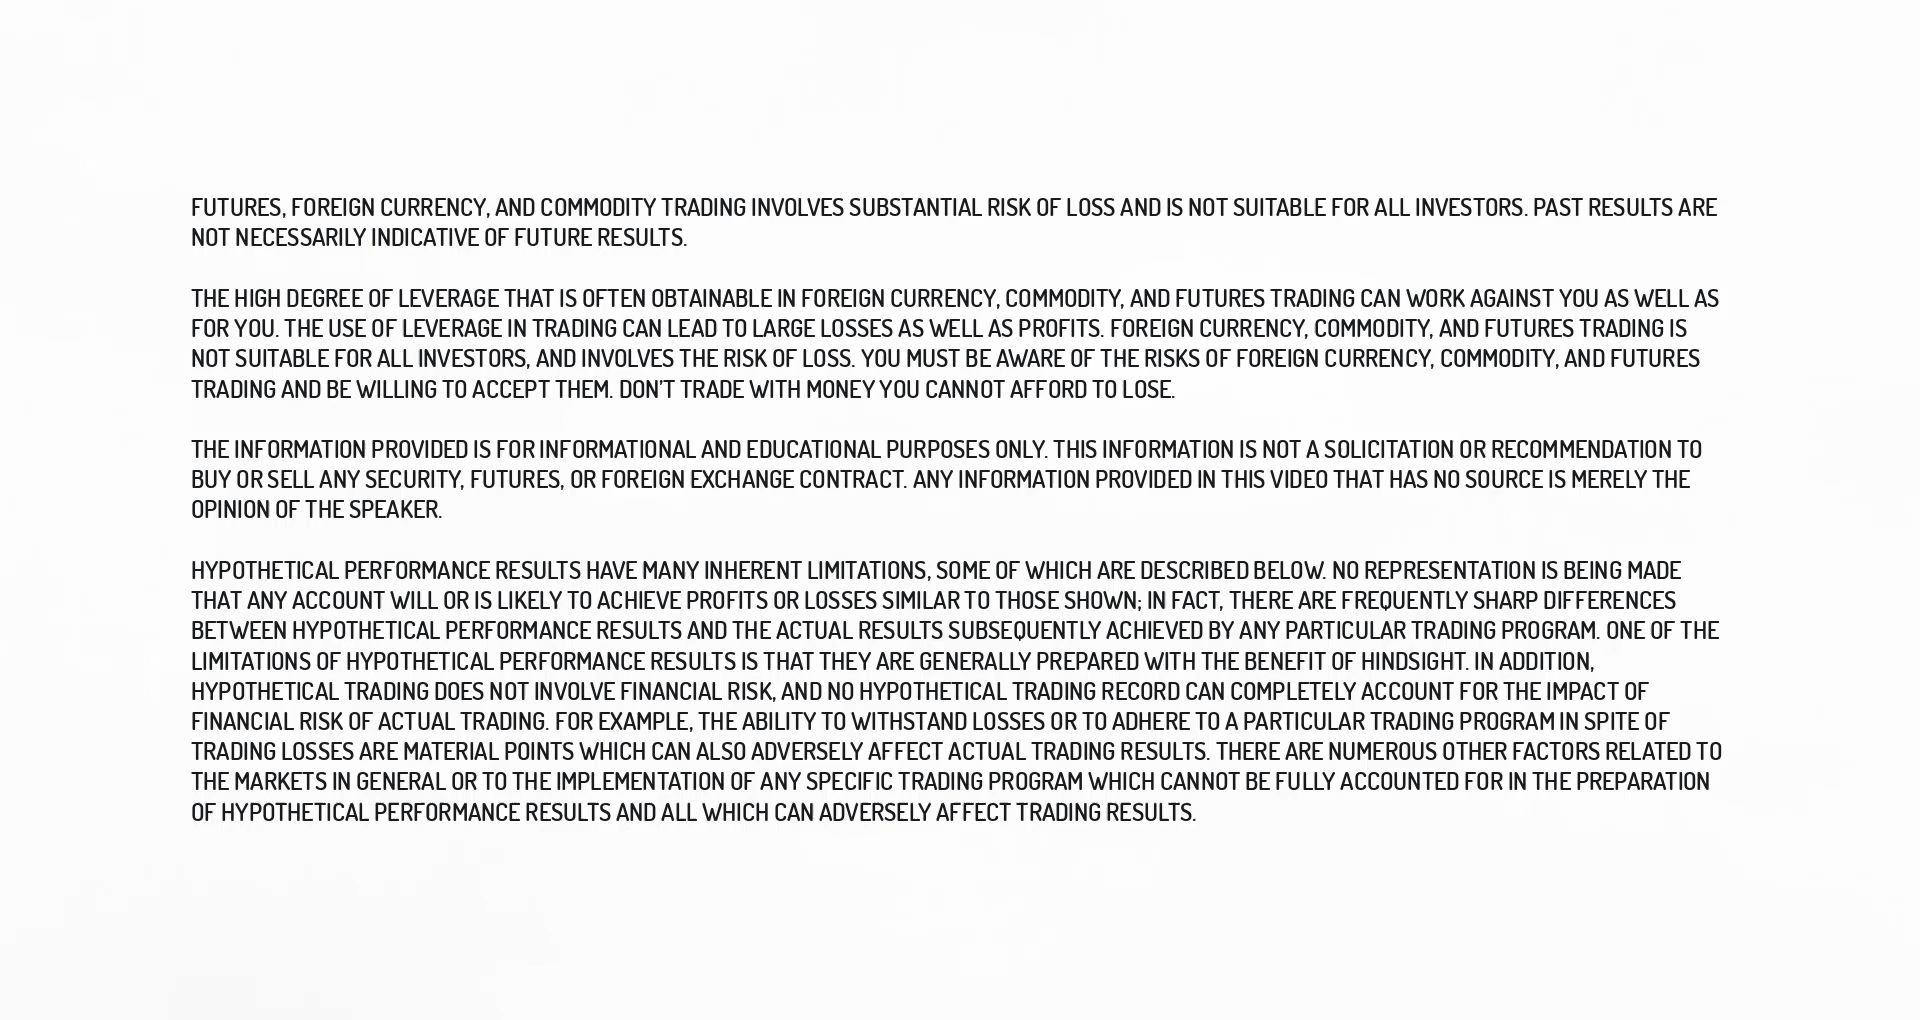 FUTURES, FOREIGN CURRENCY, AND COMMODITY TRADING INVOLVES SUBSTANTIAL RISK OF LOSS AND IS NOT SUITABLE FOR ALL INVESTORS. PAST RESULTS ARE
NOT NECESSARILY INDICATIVE OF FUTURE RESULTS.
THE HIGH DEGREE OF LEVERAGE THAT IS OFTEN OBTAINABLE IN FOREIGN CURRENCY, COMMODITY, AND FUTURES TRADING CAN WORK AGAINST YOU AS WELL AS
FOR YOU. THE USE OF LEVERAGE IN TRADING CAN LEAD TO LARGE LOSSES AS WELL AS PROFITS. FOREIGN CURRENCY, COMMODITY, AND FUTURES TRADING IS
NOT SUITABLE FOR ALL INVESTORS, AND INVOLVES THE RISK OF LOSS. YOU MUST BE AWARE OF THE RISKS OF FOREIGN CURRENCY, COMMODITY, AND FUTURES
TRADING AND BE WILLING TO ACCEPT THEM. DON'T TRADE WITH MONEY YOU CANNOT AFFORD TO LOSE.
THE INFORMATION PROVIDED IS FOR INFORMATIONAL AND EDUCATIONAL PURPOSES ONLY. THIS INFORMATION IS NOT A SOLICITATION OR RECOMMENDATION TO
BUY OR SELL ANY SECURITY, FUTURES, OR FOREIGN EXCHANGE CONTRACT. ANY INFORMATION PROVIDED IN THIS VIDEO THAT HAS NO SOURCE IS MERELY THE
OPINION OF THE SPEAKER.
HYPOTHETICAL PERFORMANCE RESULTS HAVE MANY INHERENT LIMITATIONS, SOME OF WHICH ARE DESCRIBED BELOW. NO REPRESENTATION IS BEING MADE
THAT ANY ACCOUNT WILL OR IS LIKELY TO ACHIEVE PROFITS OR LOSSES SIMILAR TO THOSE SHOWN; IN FACT, THERE ARE FREQUENTLY SHARP DIFFERENCES
BETWEEN HYPOTHETICAL PERFORMANCE RESULTS AND THE ACTUAL RESULTS SUBSEQUENTLY ACHIEVED BY ANY PARTICULAR TRADING PROGRAM. ONE OF THE
LIMITATIONS OF HYPOTHETICAL PERFORMANCE RESULTS IS THAT THEY ARE GENERALLY PREPARED WITH THE BENEFIT OF HINDSIGHT. IN ADDITION,
HYPOTHETICAL TRADING DOES NOT INVOLVE FINANCIAL RISK, AND NO HYPOTHETICAL TRADING RECORD CAN COMPLETELY ACCOUNT FOR THE IMPACT OF
FINANCIAL RISK OF ACTUAL TRADING. FOR EXAMPLE, THE ABILITY TO WITHSTAND LOSSES OR TO ADHERE TO A PARTICULAR TRADING PROGRAM IN SPITE OF
TRADING LOSSES ARE MATERIAL POINTS WHICH CAN ALSO ADVERSELY AFFECT ACTUAL TRADING RESULTS. THERE ARE NUMEROUS OTHER FACTORS RELATED TO
THE MARKETS IN GENERAL OR TO THE IMPLEMENTATION OF ANY SPECIFIC TRADING PROGRAM WHICH CANNOT BE FULLY ACCOUNTED FOR IN THE PREPARATION
OF HYPOTHETICAL PERFORMANCE RESULTS AND ALL WHICH CAN ADVERSELY AFFECT TRADING RESULTS.